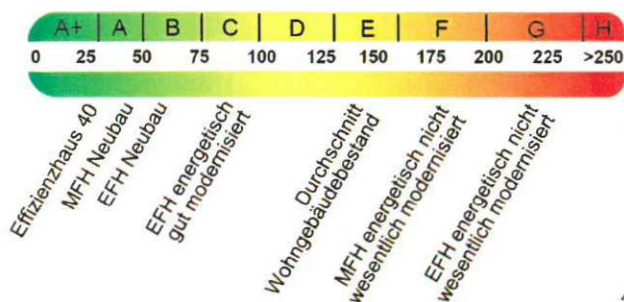 A+ A B C D E F G H
0 25 50 75 100 125 150 175 200 225 >250
Effizienzhaus 40
MFH Neubau
EFH Neubau
EFH energetisch
gut modernisiert
Durchschnitt
Wohngebäudebestand
MFH energetisch nicht
wesentlich modernisiert
EFH energetisch nicht
wesentlich modernisiert